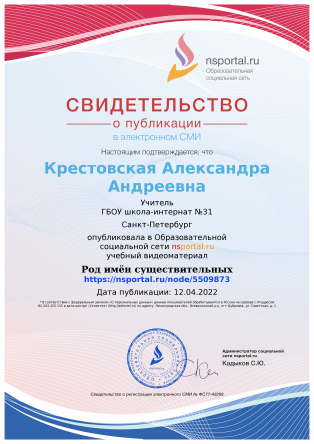 nsportal.ru
Образовательная
социальная сеть
СВИДЕТЕЛЬСТВО
о публикации
в электронном СМИ
Настоящим подтверждается, что
Крестовская Александра
Андреевна
Учитель
ГБОУ школа-интернат №31
Санкт-Петербург
опубликовала в Образовательной
социальной сети nsportal.ru
учебный видеоматериал
Род имён существительных
https://nsportal.ru/node/5509873
Дата публикации: 12.04.2022
Администратор социальной
сети nsportal.ru
Кадыков С.Ю.
Свидетельство о регистрации электронного СМИ № ФС77-43268